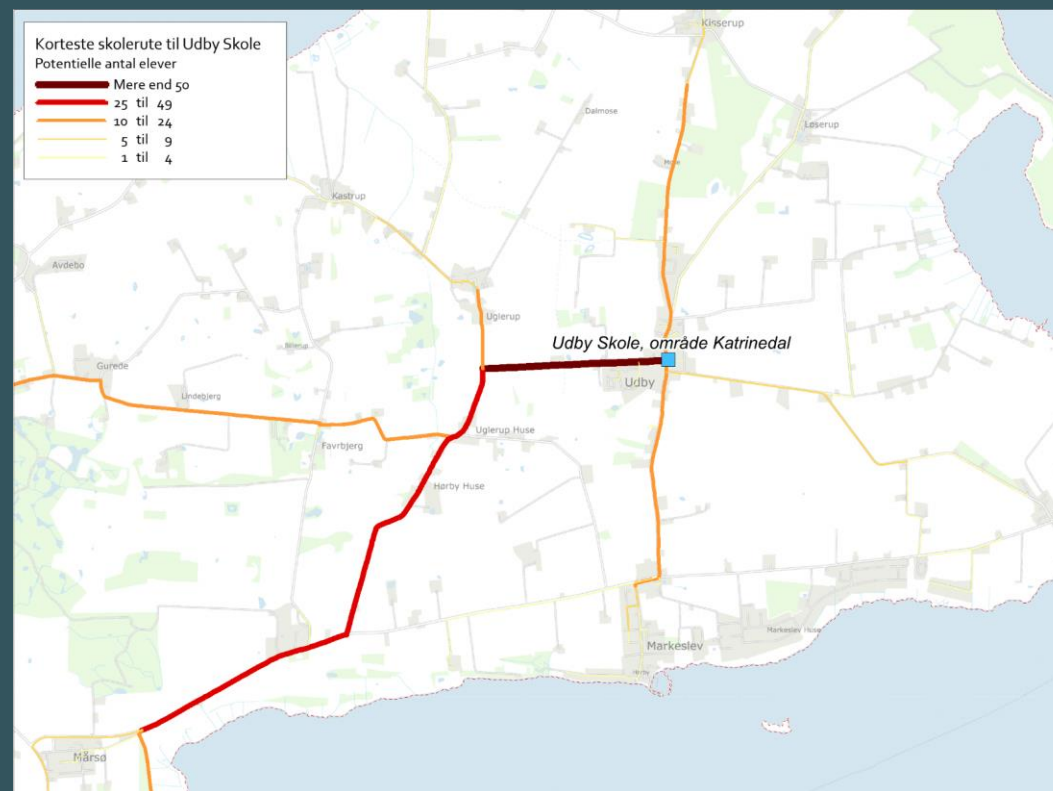 Korteste skolerute til Udby Skole
Potentielle antal elever
Mere end 50
25 til 49
10 til 24
5 til 9
1 til 4
Kisserup
Dalmose
Løserup
Kastrup
Avdebo
Uglerup
Udby Skole, område Katrinedal
Gurede
Udby
Lindebjerg
Favrbjerg
Uglerup Huse
Hørby Huse
Markeslev
Markeslev Huse
Mårsø